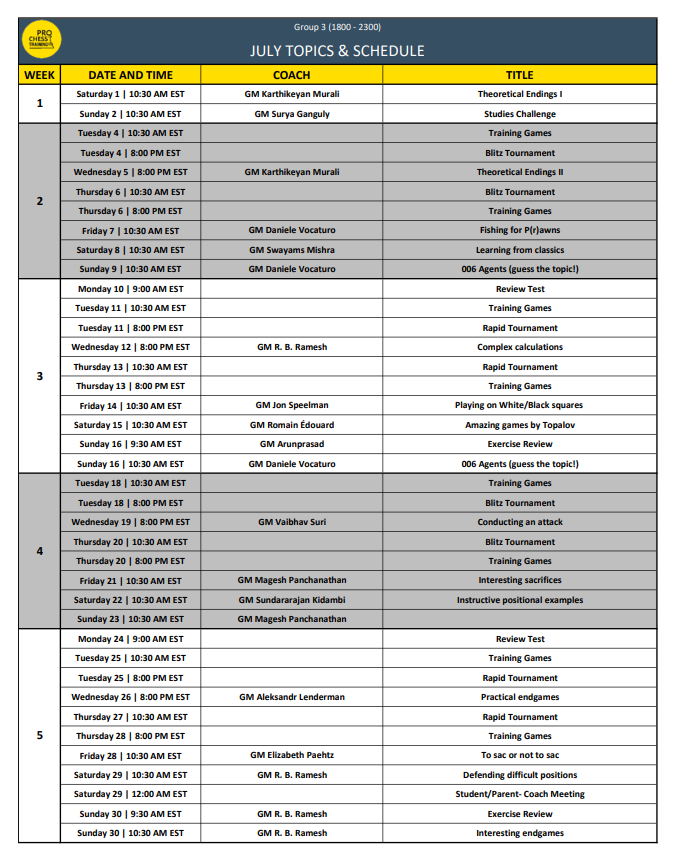 PRO
CHESS
TRAINING
Group 3 (1800 - 2300)
JULY TOPICS & SCHEDULE
WEEK DATE AND TIME COACH TITLE
1
Saturday 1 | 10:30 AM EST GM Karthikeyan Murali Theoretical Endings I
Sunday 2 | 10:30 AM EST GM Surya Ganguly Studies Challenge
2
Tuesday 4 | 10:30 AM EST Training Games
Tuesday 4 | 8:00 PM EST Blitz Tournament
Wednesday 5 | 8:00 PM EST GM Karthikeyan Murali Theoretical Endings II
Thursday 6 | 10:30 AM EST Blitz Tournament
Thursday 6 | 8:00 PM EST Training Games
Friday 7 | 10:30 AM EST GM Daniele Vocaturo Fishing for P(r)awns
Saturday 8 | 10:30 AM EST GM Swayams Mishra Learning from classics
Sunday 9 | 10:30 AM EST GM Daniele Vocaturo 006 Agents (guess the topic!)
3
Monday 10 | 9:00 AM EST Review Test
Tuesday 11 | 10:30 AM EST Training Games
Tuesday 11 | 8:00 PM EST Rapid Tournament
Wednesday 12 | 8:00 PM EST GM R. B. Ramesh Complex calculations
Thursday 13 | 10:30 AM EST Rapid Tournament
Thursday 13 | 8:00 PM EST Training Games
Friday 14 | 10:30 AM EST GM Jon Speelman Playing on White/Black squares
Saturday 15 | 10:30 AM EST GM Romain Édouard Amazing games by Topalov
Sunday 16 | 9:30 AM EST GM Arunprasad Exercise Review
Sunday 16 | 10:30 AM EST GM Daniele Vocaturo 006 Agents (guess the topic!)
4
Tuesday 18 | 10:30 AM EST Training Games
Tuesday 18 | 8:00 PM EST Blitz Tournament
Wednesday 19 | 8:00 PM EST GM Vaibhav Suri Conducting an attack
Thursday 20 | 10:30 AM EST Blitz Tournament
Thursday 20 | 8:00 PM EST Training Games
Friday 21 | 10:30 AM EST GM Magesh Panchanathan Interesting sacrifices
Saturday 22 | 10:30 AM EST GM Sundararajan Kidambi Instructive positional examples
Sunday 23 | 10:30 AM EST GM Magesh Panchanathan
5
Monday 24 | 9:00 AM EST Review Test
Tuesday 25 | 10:30 AM EST Training Games
Tuesday 25 | 8:00 PM EST Rapid Tournament
Wednesday 26 | 8:00 PM EST GM Aleksandr Lenderman Practical endgames
Thursday 27 | 10:30 AM EST Rapid Tournament
Thursday 28 | 8:00 PM EST Training Games
Friday 28 | 10:30 AM EST GM Elizabeth Paehtz To sac or not to sac
Saturday 29 | 10:30 AM EST GM R. B. Ramesh Defending difficult positions
Saturday 29 | 12:00 AM EST Student/Parent- Coach Meeting
Sunday 30 | 9:30 AM EST GM R. B. Ramesh Exercise Review
Sunday 30 | 10:30 AM EST GM R. B. Ramesh Interesting endgames